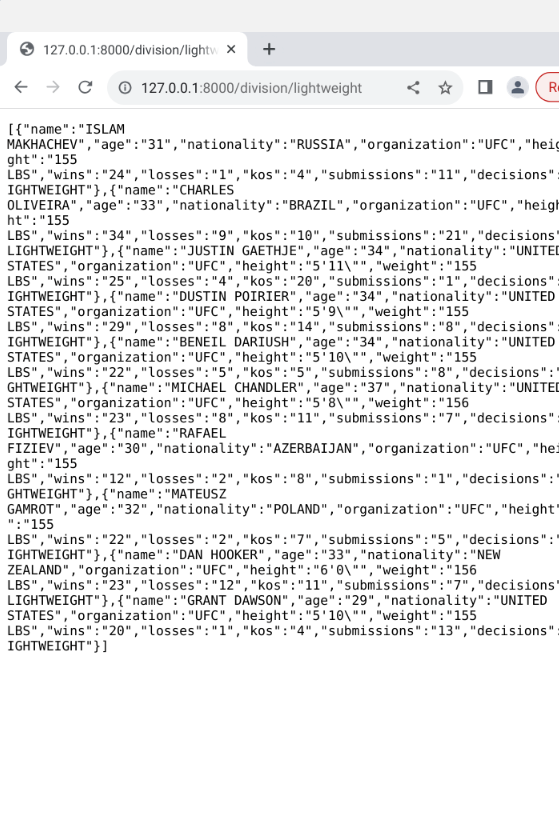 127.0.0.1:8000/division/lightw
127.0.0.1:8000/division/lightweight
Re
[{"name":"ISLAM
MAKHACHEV","age":"31","nationality":"RUSSIA","organization":"UFC","heig
ght":"155
LBS","wins":"24","losses":"1","kos":"4","submissions":"11","decisions":
IGHTWEIGHT"},{"name":"CHARLES
OLIVEIRA","age":"33","nationality":"BRAZIL","organization":"UFC","heigh
ht":"155
LBS","wins":"34","losses":"9","kos":"10","submissions":"21","decisions"
LIGHTWEIGHT"},{"name":"JUSTIN GAETHJE","age":"34","nationality":"UNITED
STATES","organization":"UFC","height":"5'11\"","weight":"155
LBS","wins":"25","losses":"4","kos":"20","submissions":"1","decisions":
IGHTWEIGHT"},{"name":"DUSTIN POIRIER","age":"34","nationality":"UNITED
STATES","organization":"UFC","height":"5'9\"","weight":"155
LBS","wins":"29","losses":"8","kos":"14","submissions":"8","decisions":
IGHTWEIGHT"},{"name":"BENEIL DARIUSH","age":"34","nationality":"UNITED
STATES","organization":"UFC","height":"5'10\"","weight":"155
LBS","wins":"22","losses":"5","kos":"5","submissions":"8","decisions":"
GHTWEIGHT"},{"name":"MICHAEL CHANDLER","age":"37","nationality":"UNITED
STATES","organization":"UFC","height":"5'8\"","weight":"156
LBS","wins":"23","losses":"8","kos":"11","submissions":"7","decisions":
IGHTWEIGHT"},{"name":"RAFAEL
FIZIEV","age":"30","nationality":"AZERBAIJAN","organization":"UFC","hei
ght":"155
LBS","wins":"12","losses":"2","kos":"8","submissions":"1","decisions":"
GHTWEIGHT"},{"name":"MATEUSZ
GAMROT","age":"32","nationality":"POLAND","organization":"UFC","height"
":"155
LBS","wins":"22","losses":"2","kos":"7","submissions":"5","decisions":"
IGHTWEIGHT"},{"name":"DAN HOOKER","age":"33","nationality":"NEW
ZEALAND","organization":"UFC","height":"6'0\"","weight":"156
LBS","wins":"23","losses":"12","kos":"11","submissions":"7","decisions"
LIGHTWEIGHT"},{"name":"GRANT DAWSON","age":"29","nationality":"UNITED
STATES","organization":"UFC","height":"5'10\"","weight":"155
LBS","wins":"20","losses":"1","kos":"4","submissions":"13","decisions":
IGHTWEIGHT"}]